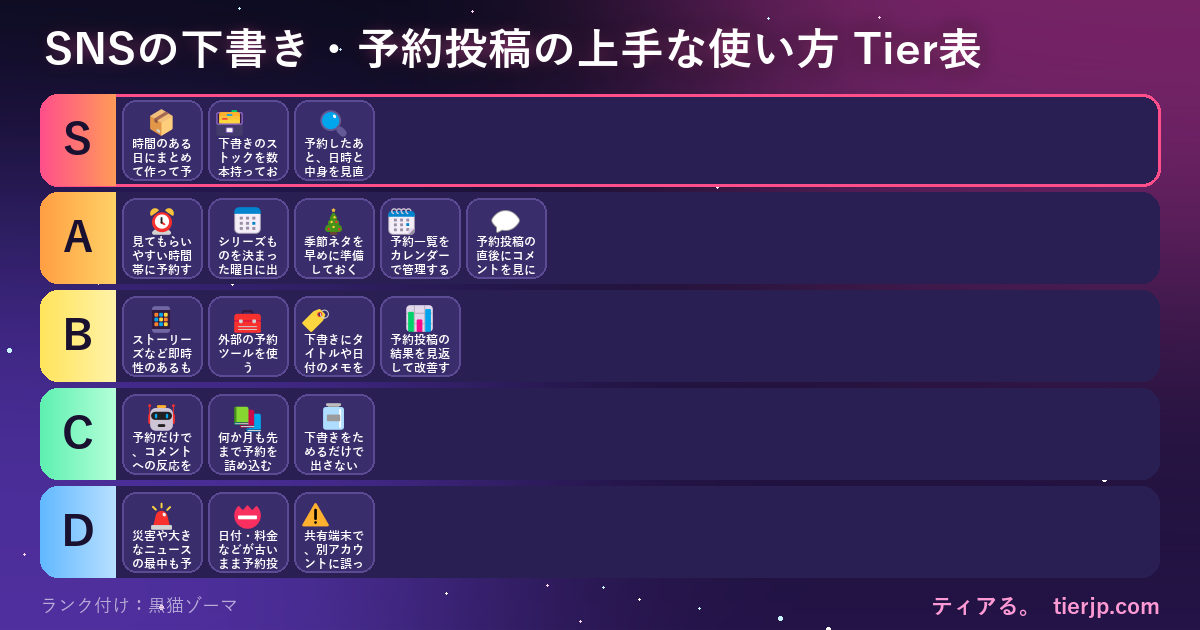 SNSの下書き・予約投稿の上手な使い方 Tier表
S
時間のある
日にまとめ
て作って予
下書きのス
トックを数
本持ってお
予約したあ
と、日時と
中身を見直
A
見てもらい
やすい時間
帯に予約す
シリーズも
のを決まっ
た曜日に出
季節ネタを
早めに準備
しておく
予約一覧を
カレンダー
で管理する
予約投稿の
直後にコメ
ントを見に
B
ストーリー
ズなど即時
性のあるも
外部の予約
ツールを使
う
下書きにタ
イトルや日
付のメモを
予約投稿の
結果を見返
して改善す
C
予約だけで
、コメント
への反応を
何か月も先
まで予約を
詰め込む
下書きをた
めるだけで
出さない
D
災害や大き
なニュース
の最中も予
日付・料金
などが古い
まま予約投
共有端末で
、別アカウ
ントに誤っ
ランク付け：黒猫ゾーマ
ティアる。 tierjp.com